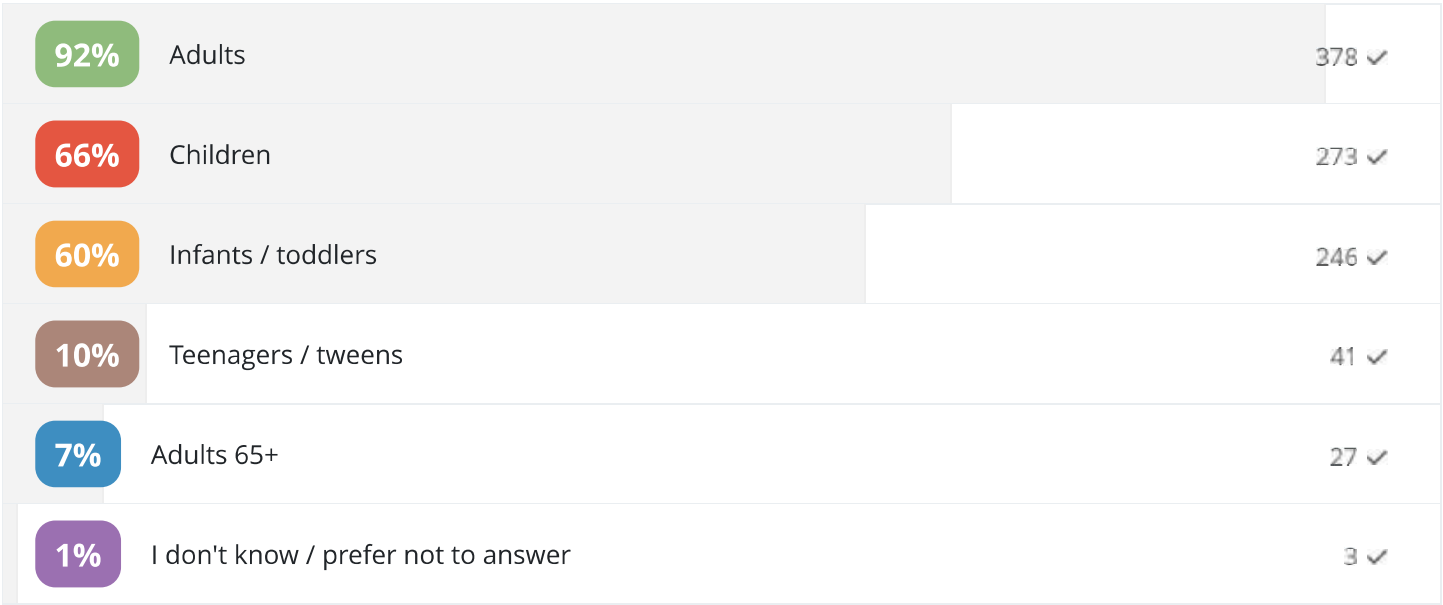 92% Adults 378
66% Children 273
60% Infants / toddlers 246
10% Teenagers / tweens 41
7% Adults 65+ 27
1% I don't know / prefer not to answer 3